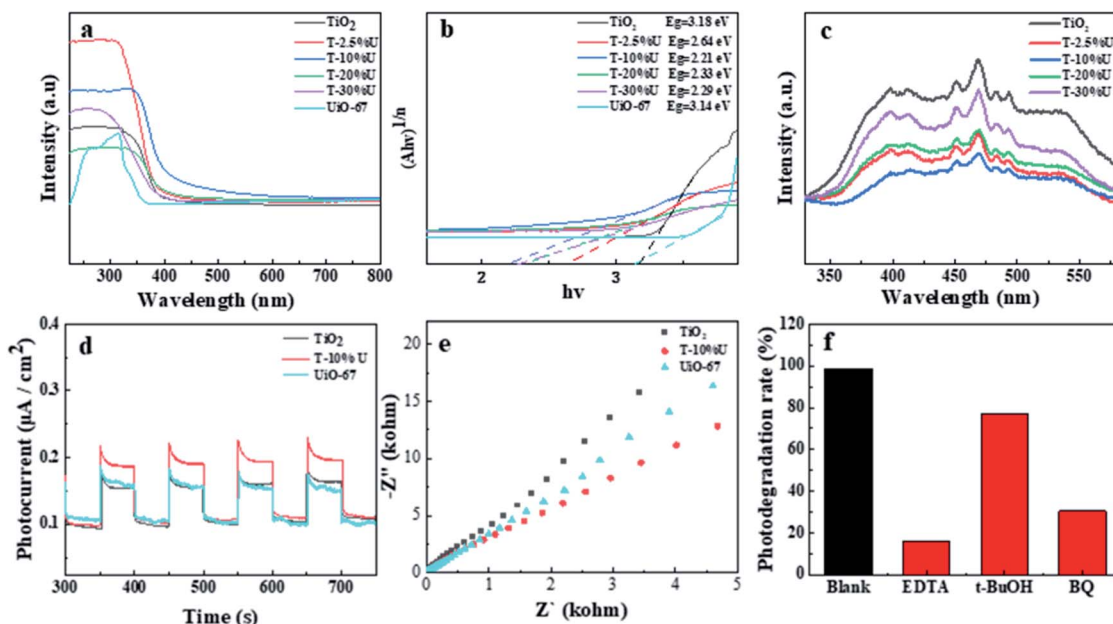 a
TiO₂
T-2.5%U
T-10%U
T-20%U
T-30%U
UiO-67
Intensity (a.u)
300 400 500 600 700 800
Wavelength (nm)
b
TiO₂ Eg=3.18 eV
T-2.5%U Eg=2.64 eV
T-10%U Eg=2.21 eV
T-20%U Eg=2.33 eV
T-30%U Eg=2.29 eV
UiO-67 Eg=3.14 eV
(Ahv)1/n
2 3
hv
c
TiO₂
T-2.5%U
T-10%U
T-20%U
T-30%U
Intensity (a.u.)
350 400 450 500 550
Wavelength (nm)
d
TiO2
T-10% U
UiO-67
Photocurrent (μA / cm2)
0.4
0.3
0.2
0.1
300 400 500 600 700
Time (s)
e
TiO₂
T-10%U
UiO-67
-Z'' (kohm)
20
15
10
5
0
0 1 2 3 4 5
Z` (kohm)
f
Photodegradation rate (%)
120
100
80
60
40
20
0
Blank EDTA t-BuOH BQ